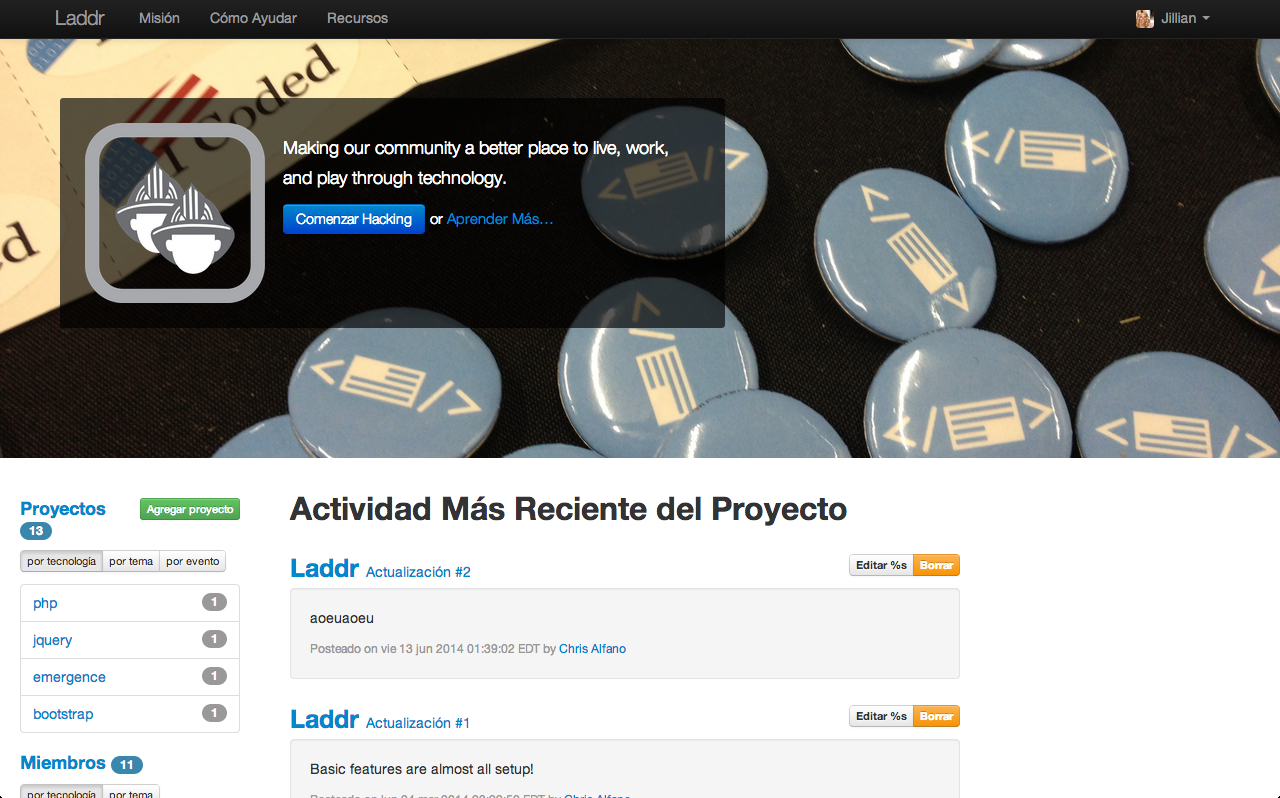 Laddr Misión Cómo Ayudar Recursos Jillian
Coded
Making our community a better place to live, work,
and play through technology.
Comenzar Hacking or Aprender Más...
Proyectos Agregar proyecto
13
por tecnología por tema por evento
php 1
jquery 1
emergence 1
bootstrap 1
Miembros 11
por tecnología por tema
Actividad Más Reciente del Proyecto
Laddr Actualización #2 Editar %s Borrar
aoeuaoeu
Posteado on vie 13 jun 2014 01:39:02 EDT by Chris Alfano
Laddr Actualización #1 Editar %s Borrar
Basic features are almost all setup!